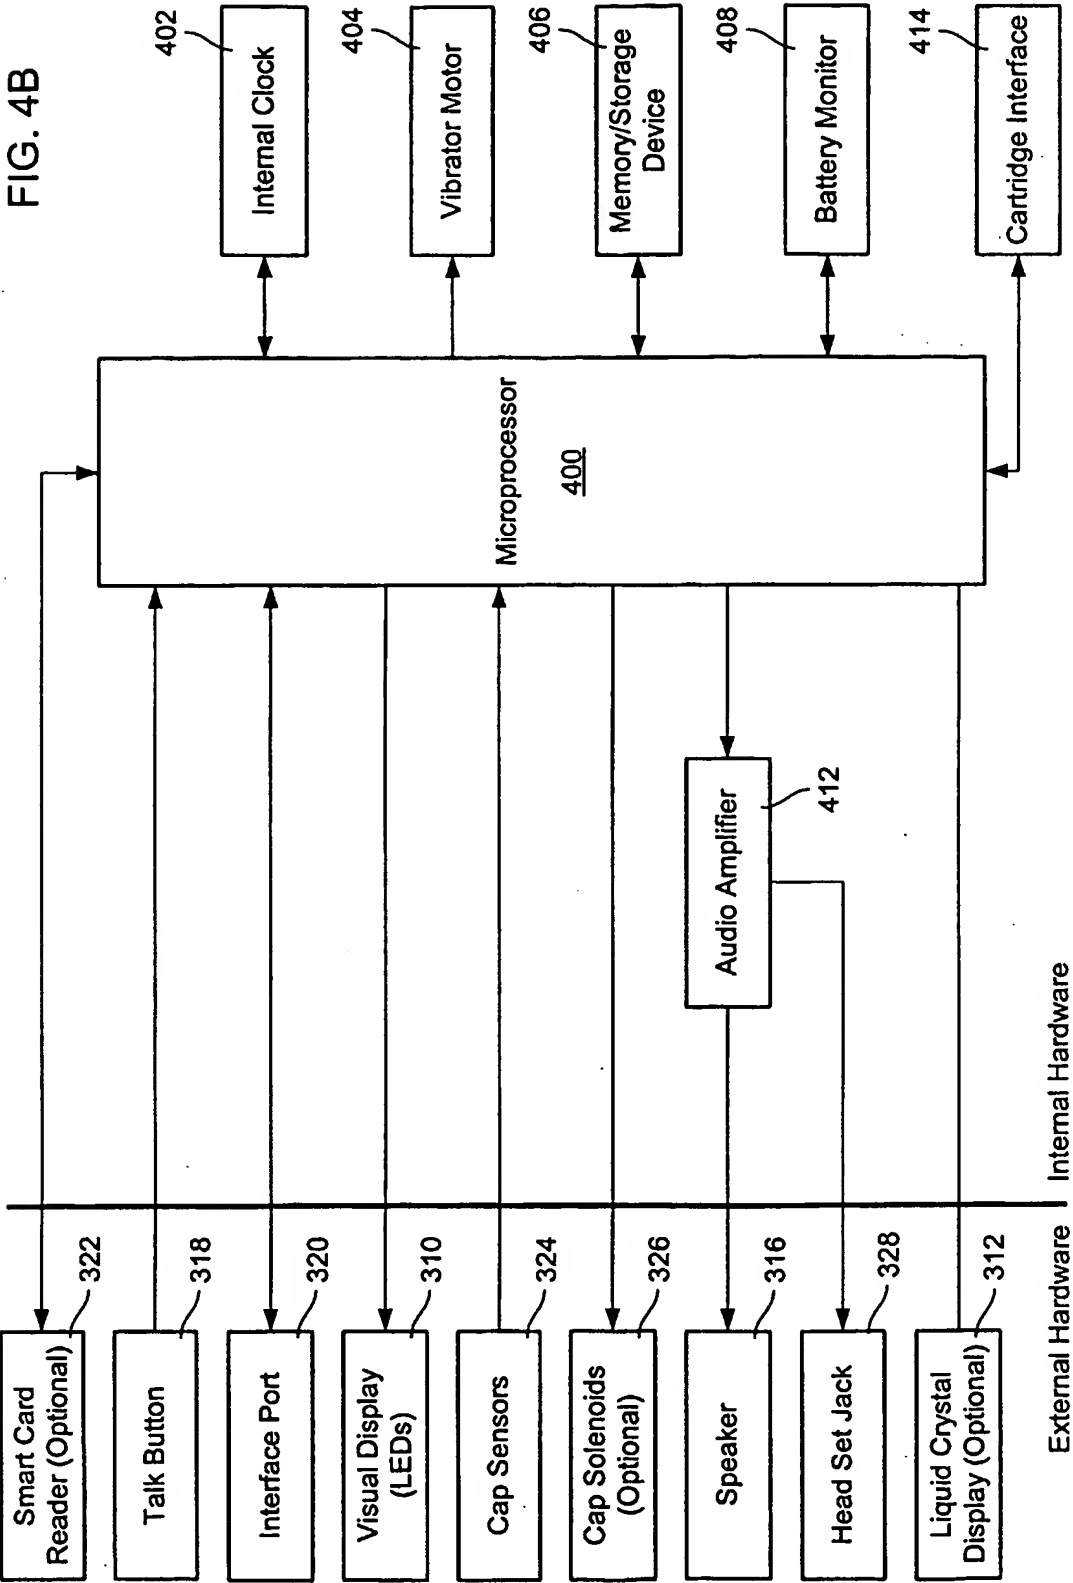 FIG. 4B
Smart Card
Reader (Optional)
322
Talk Button
318
Interface Port
320
Visual Display
(LEDs)
310
Cap Sensors
324
Cap Solenoids
(Optional)
326
Speaker
316
Head Set Jack
328
Liquid Crystal
Display (Optional)
312
External Hardware
Internal Hardware
Audio Amplifier
412
Microprocessor
400
Internal Clock
402
Vibrator Motor
404
Memory/Storage
Device
406
Battery Monitor
408
Cartridge Interface
414